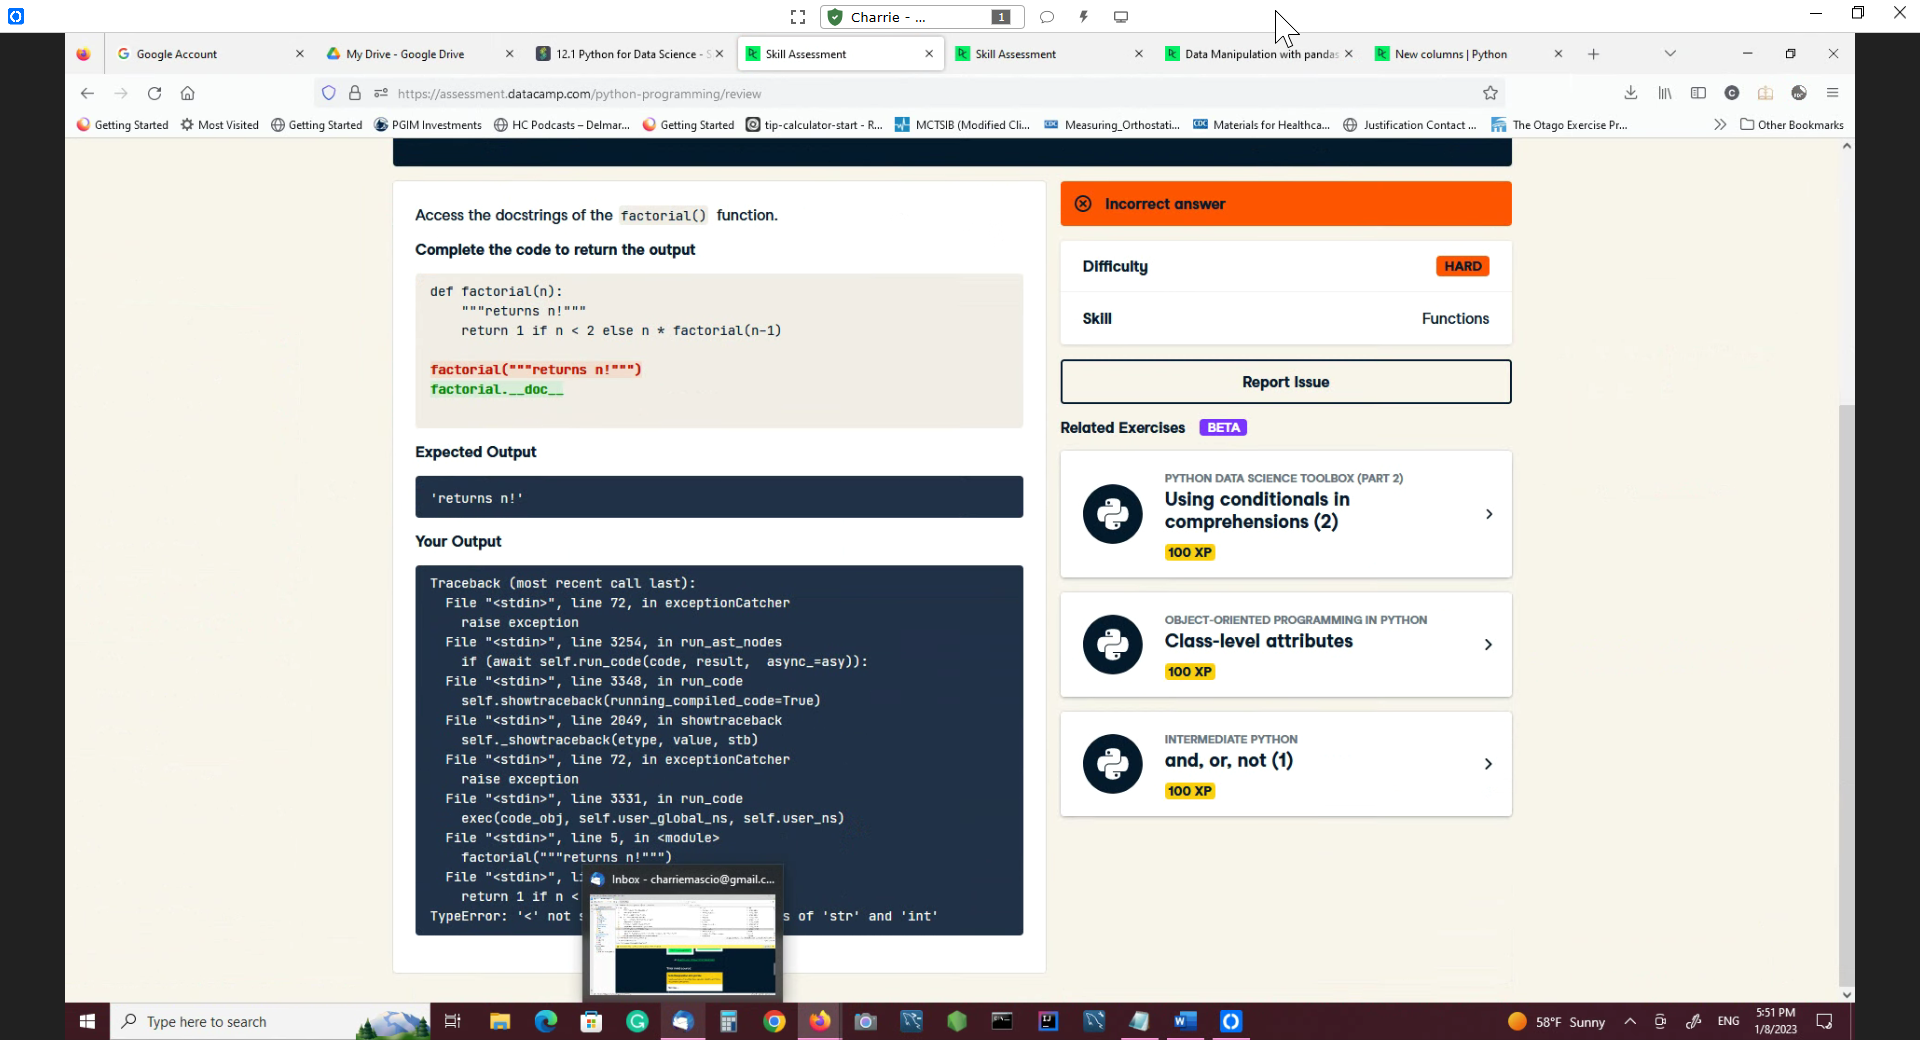 Charrie - ...
1
Google Account
My Drive - Google Drive
12.1 Python for Data Science - S
Skill Assessment
Skill Assessment
Data Manipulation with pandas
New columns | Python
https://assessment.datacamp.com/python-programming/review
Getting Started
Most Visited
Getting Started
PGIM Investments
HC Podcasts – Delmar...
Getting Started
tip-calculator-start - R...
MCTSIB (Modified Cli...
Measuring_Orthostati...
Materials for Healthca...
Justification Contact ...
The Otago Exercise Pr...
Other Bookmarks
Access the docstrings of the factorial() function.
Complete the code to return the output
def factorial(n):
"""returns n!"""
return 1 if n < 2 else n * factorial(n-1)
factorial("""returns n!""")
factorial.__doc__
Expected Output
'returns n!'
Your Output
Traceback (most recent call last):
File "<stdin>", line 72, in exceptionCatcher
raise exception
File "<stdin>", line 3254, in run_ast_nodes
if (await self.run_code(code, result, async_=asy)):
File "<stdin>", line 3348, in run_code
self.showtraceback(running_compiled_code=True)
File "<stdin>", line 2049, in showtraceback
self._showtraceback(etype, value, stb)
File "<stdin>", line 72, in exceptionCatcher
raise exception
File "<stdin>", line 3331, in run_code
exec(code_obj, self.user_global_ns, self.user_ns)
File "<stdin>", line 5, in <module>
factorial("""returns n!""")
File "<stdin>", li
return 1 if n <
TypeError: '<' not s
s of 'str' and 'int'
Inbox - charriemascio@gmail.c...
Incorrect answer
Difficulty
HARD
Skill
Functions
Report Issue
Related Exercises
BETA
PYTHON DATA SCIENCE TOOLBOX (PART 2)
Using conditionals in
comprehensions (2)
100 XP
OBJECT-ORIENTED PROGRAMMING IN PYTHON
Class-level attributes
100 XP
INTERMEDIATE PYTHON
and, or, not (1)
100 XP
Type here to search
58°F Sunny
ENG
5:51 PM
1/8/2023